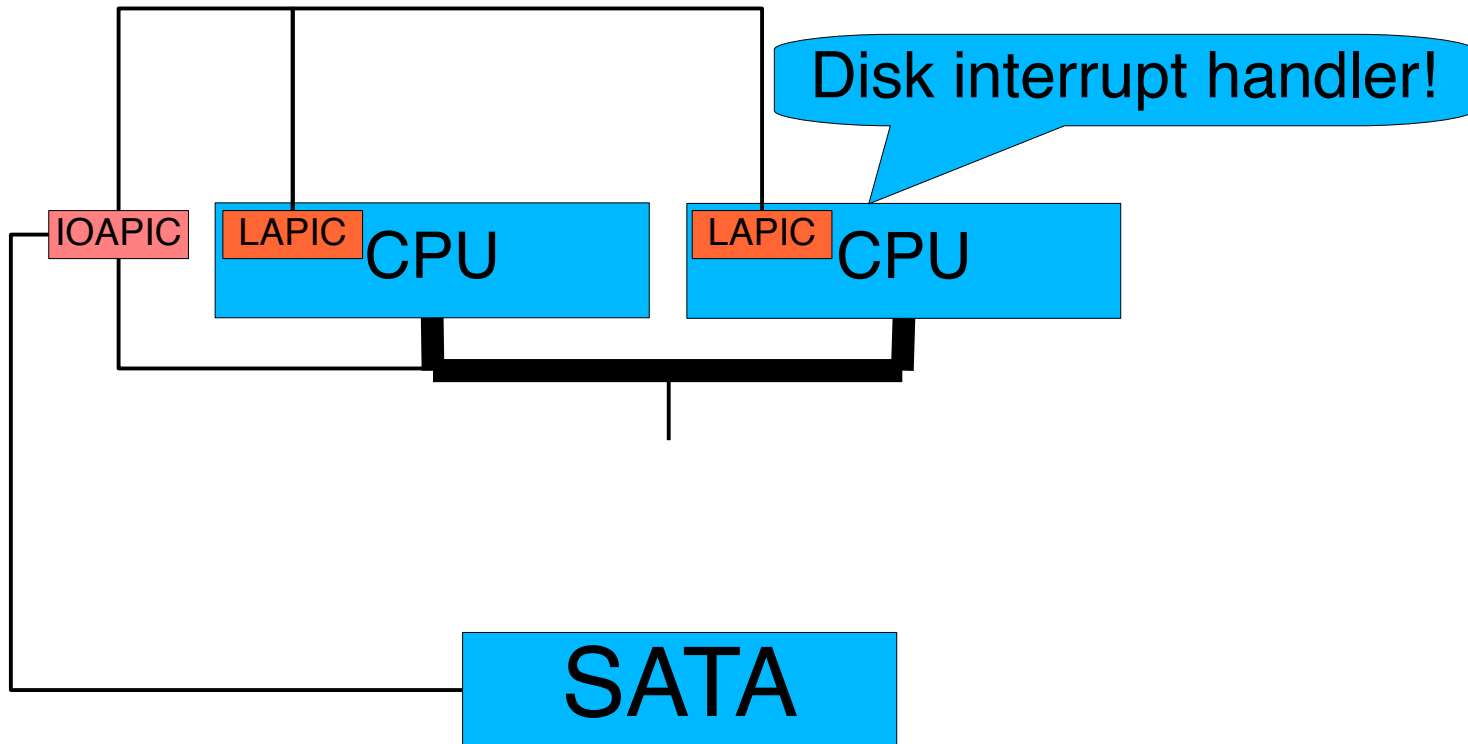 Disk interrupt handler!
IOAPIC
LAPIC
CPU
LAPIC
CPU
SATA